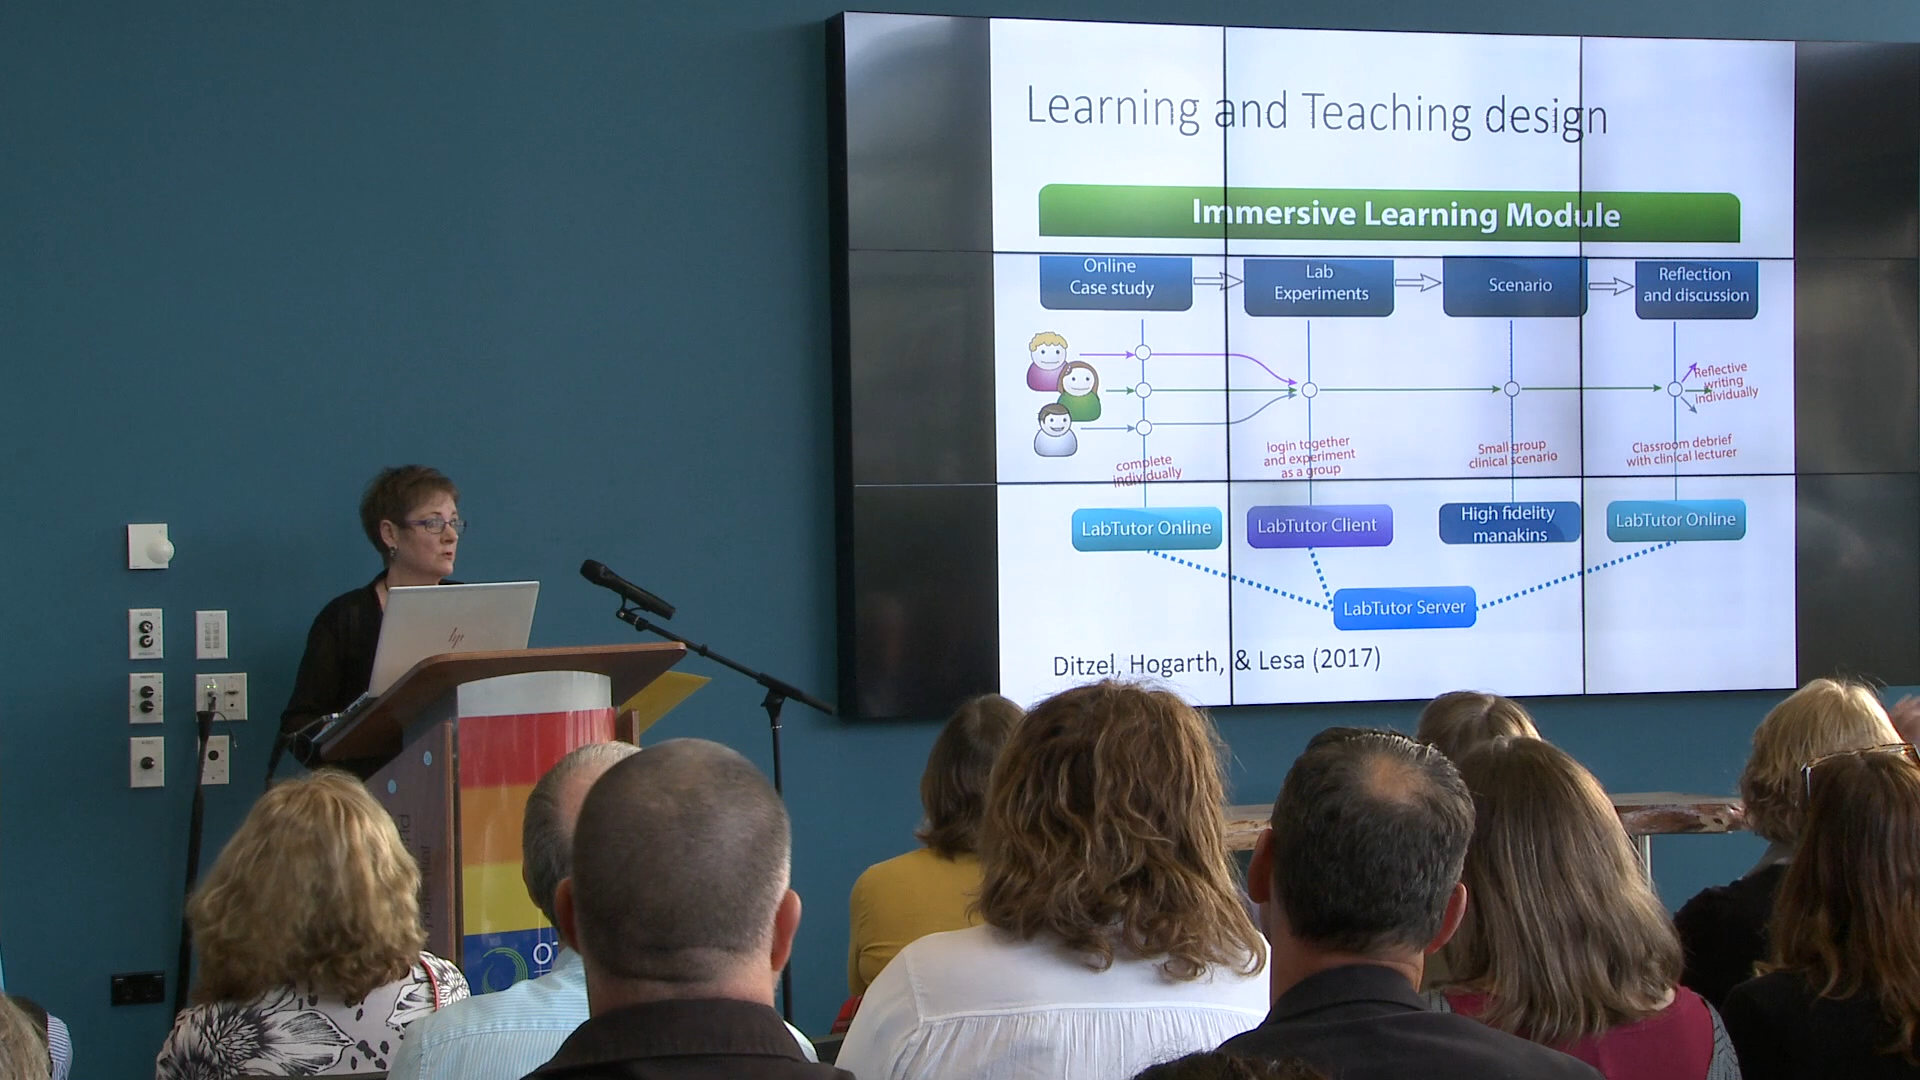 Learning and Teaching design
Immersive Learning Module
Online
Case study
Lab
Experiments
Scenario
Reflection
and discussion
Reflective
writing
individually
complete
individually
login together
and experiment
as a group
Small group
clinical scenario
Classroom debrief
with clinical lecturer
LabTutor Online
LabTutor Client
High fidelity
manakins
LabTutor Online
LabTutor Server
Ditzel, Hogarth, & Lesa (2017)
hp